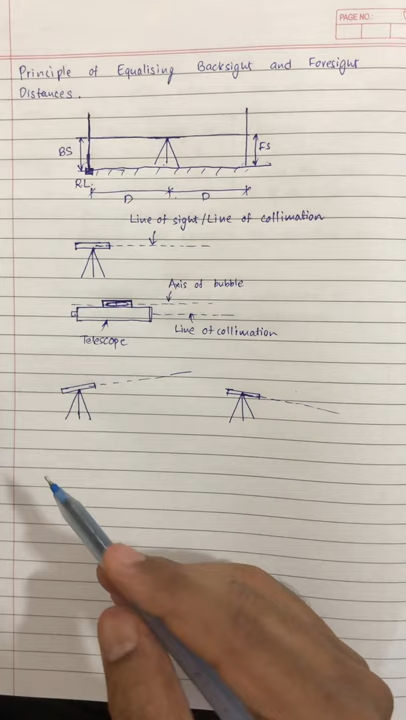 PAGE NO.:
Principle of Equalising Backsight and Foresight
Distances.
BS
FS
RL.
D
D
Line of sight/Line of collimation
Axis of bubble
Line of collimation
Telescope